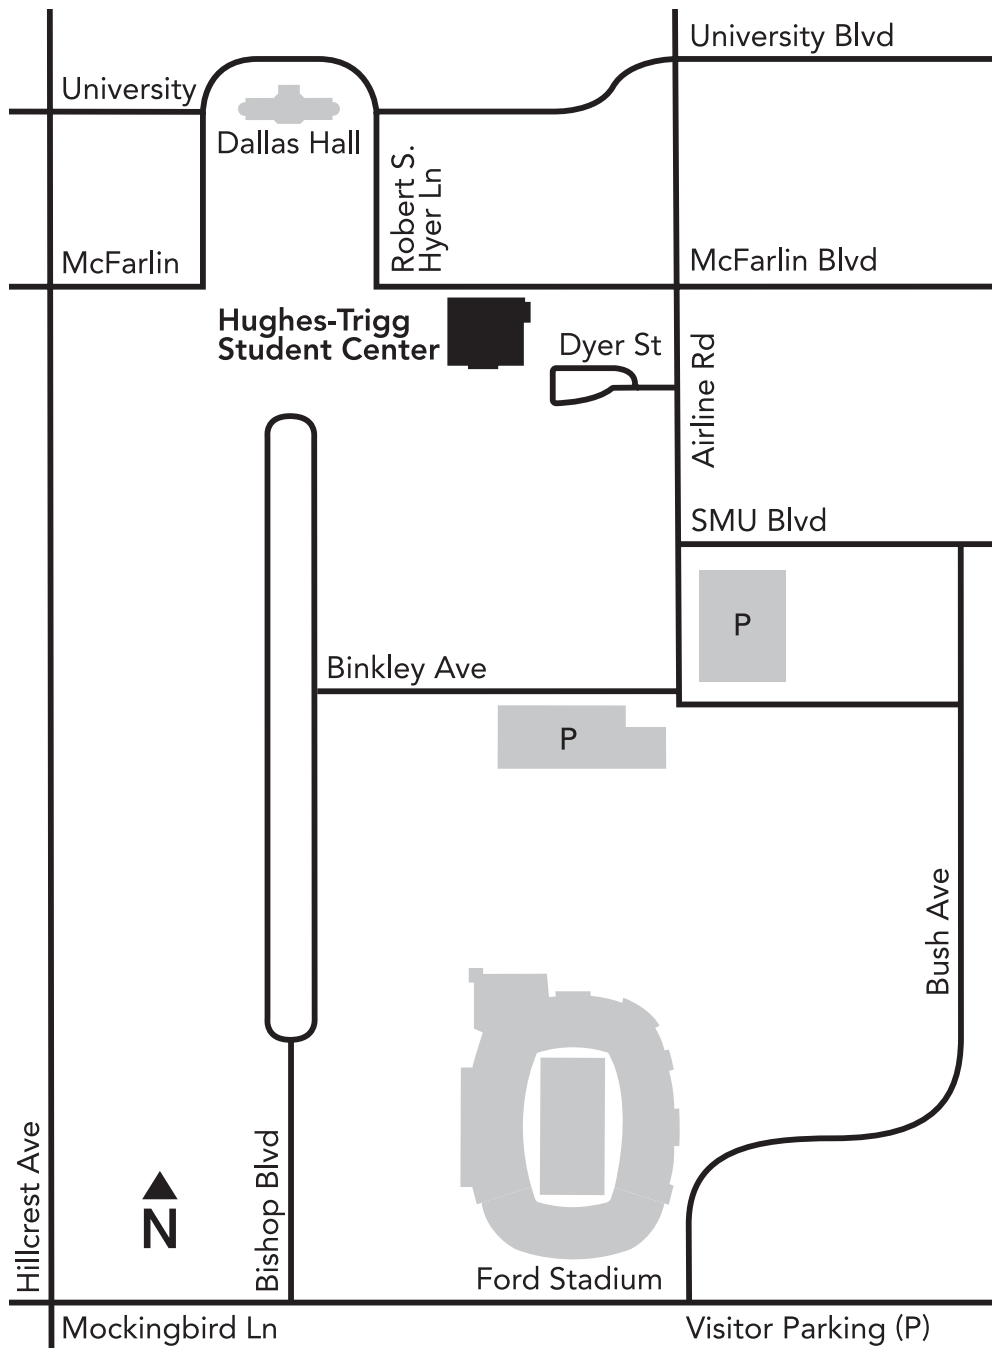 University Blvd
University
Dallas Hall
Robert S.
Hyer Ln
McFarlin
McFarlin Blvd
Hughes-Trigg
Student Center
Dyer St
Airline Rd
SMU Blvd
P
Binkley Ave
P
Bush Ave
Hillcrest Ave
N
Bishop Blvd
Ford Stadium
Mockingbird Ln
Visitor Parking (P)